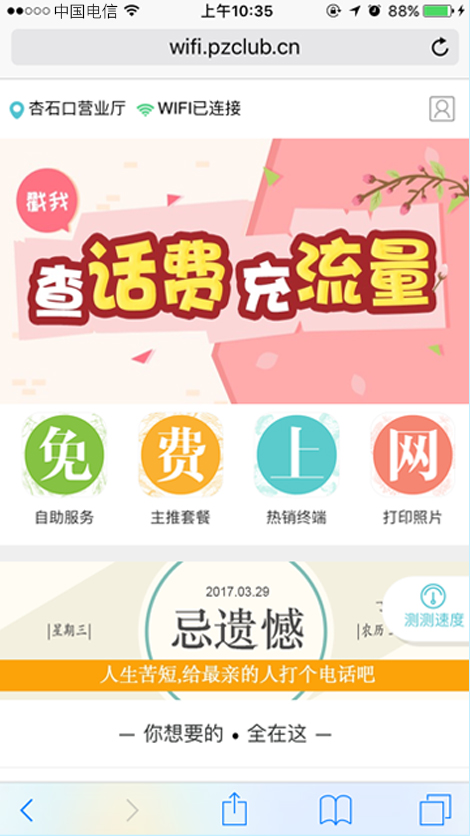 中国电信 上午10:35 88%
wifi.pzclub.cn
杏石口营业厅 WIFI已连接
戳我
查话费 充流量
免 费 上 网
自助服务 主推套餐 热销终端 打印照片
2017.03.29
|星期三| 忌遗憾 |农历
测测速度
人生苦短,给最亲的人打个电话吧
— 你想要的 • 全在这 —